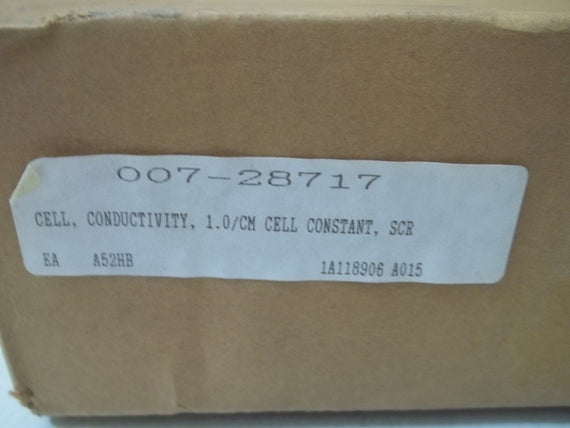 007-28717
CELL, CONDUCTIVITY, 1.0/CM CELL CONSTANT, SCR
EA A52HB 1A118906 A015